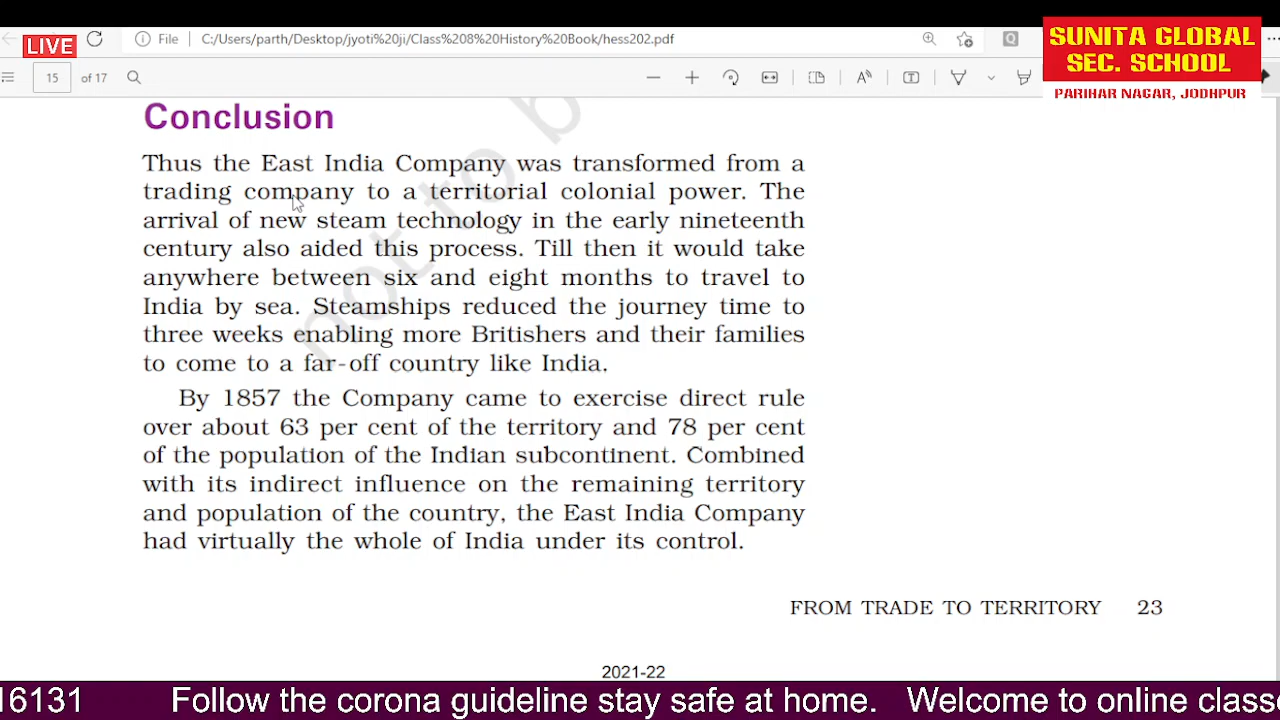 LIVE
File C:/Users/parth/Desktop/jyoti%20ji/Class%208%20History%20Book/hess202.pdf
SUNITA GLOBAL
SEC. SCHOOL
PARIHAR NAGAR, JODHPUR
15 of 17
Conclusion
Thus the East India Company was transformed from a
trading company to a territorial colonial power. The
arrival of new steam technology in the early nineteenth
century also aided this process. Till then it would take
anywhere between six and eight months to travel to
India by sea. Steamships reduced the journey time to
three weeks enabling more Britishers and their families
to come to a far-off country like India.
By 1857 the Company came to exercise direct rule
over about 63 per cent of the territory and 78 per cent
of the population of the Indian subcontinent. Combined
with its indirect influence on the remaining territory
and population of the country, the East India Company
had virtually the whole of India under its control.
not to b
FROM TRADE TO TERRITORY 23
2021-22
16131 Follow the corona guideline stay safe at home. Welcome to online class